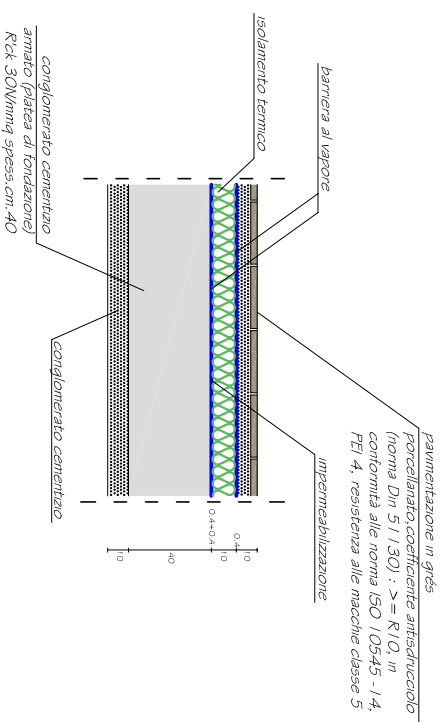 pavimentazione in grés
porcellanato,coefficiente antisdrucciolo
(norma Din 51130) : >= R10, in
conformità alle norma ISO 10545 -14,
PEI 4, resistenza alle macchie classe 5
barriera al vapore
impermeabilizzazione
isolamento termico
conglomerato cementizio
conglomerato cementizio
armato (platea di fondazione)
R'ck 30N/mmq spess.cm.40
10
0.4
10
0.4+0.4
40
10